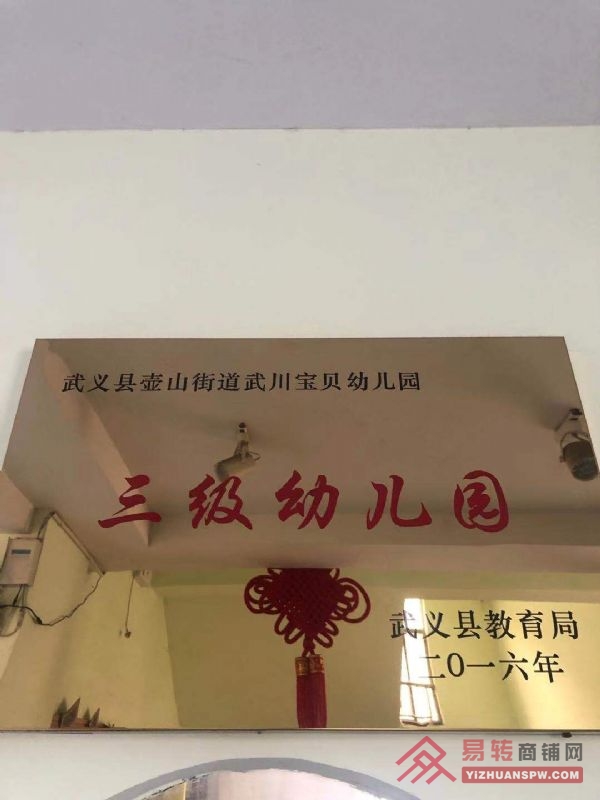 武义县壶山街道武川宝贝幼儿园
三级幼儿园
武义县教育局
二0一六年
易转商铺网
YIZHUANSPW.COM